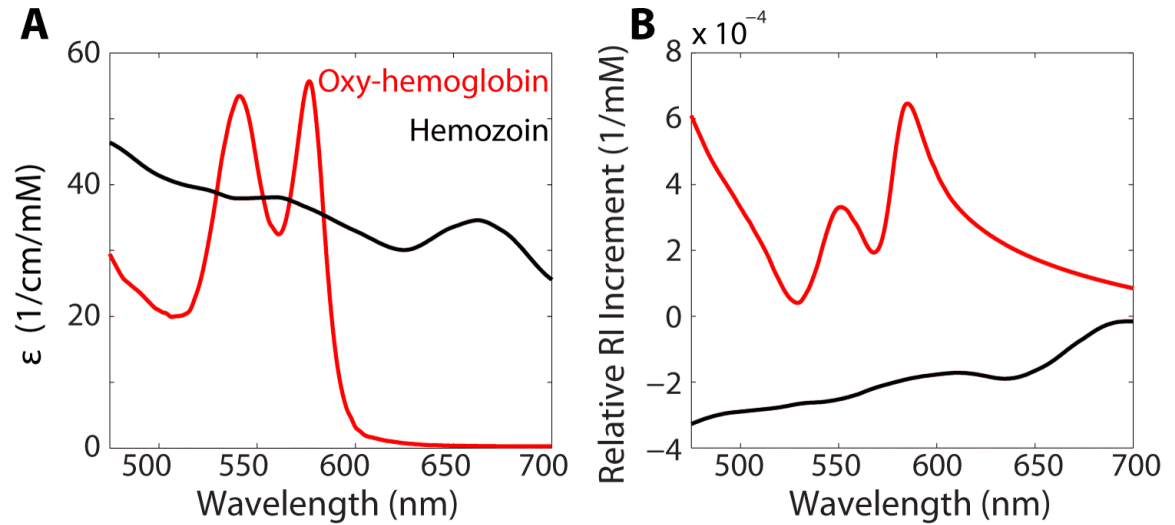 A
60
40
20
0
ε (1/cm/mM)
Oxy-hemoglobin
Hemozoin
500 550 600 650 700
Wavelength (nm)
B
x 10⁻⁴
8
6
4
2
0
−2
−4
Relative RI Increment (1/mM)
500 550 600 650 700
Wavelength (nm)